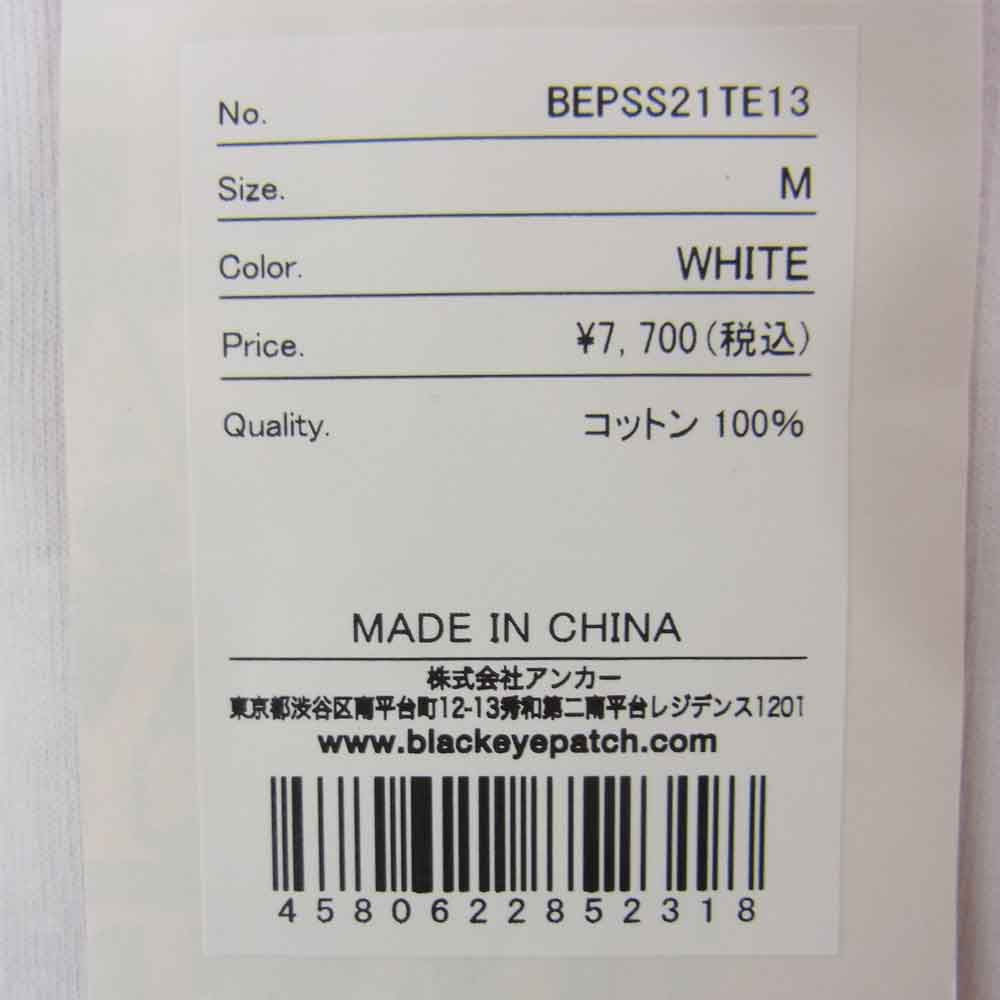 No. BEPSS21TE13
Size. M
Color. WHITE
Price. ¥7,700(税込)
Quality. コットン 100%
MADE IN CHINA
株式会社アンカー
東京都渋谷区南平台町12-13秀和第二南平台レジデンス1201
www.blackeyepatch.com
4580622852318